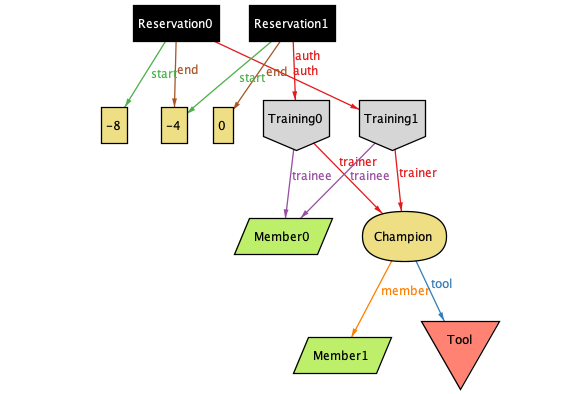 Reservation0 Reservation1
auth
start end start end auth
-8 -4 0 Training0 Training1
trainer
trainee trainee trainer
Member0 Champion
member tool
Member1 Tool